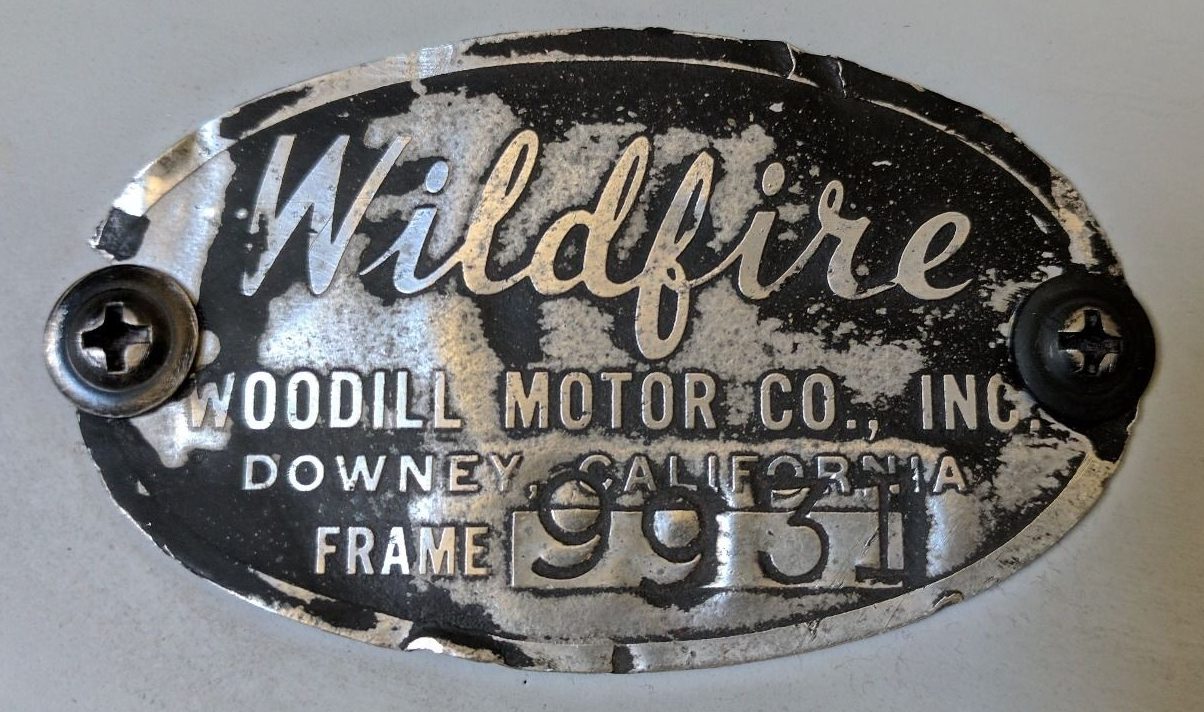 Wildfire
WOODILL MOTOR CO., INC.
DOWNEY, CALIFORNIA
FRAME 9931